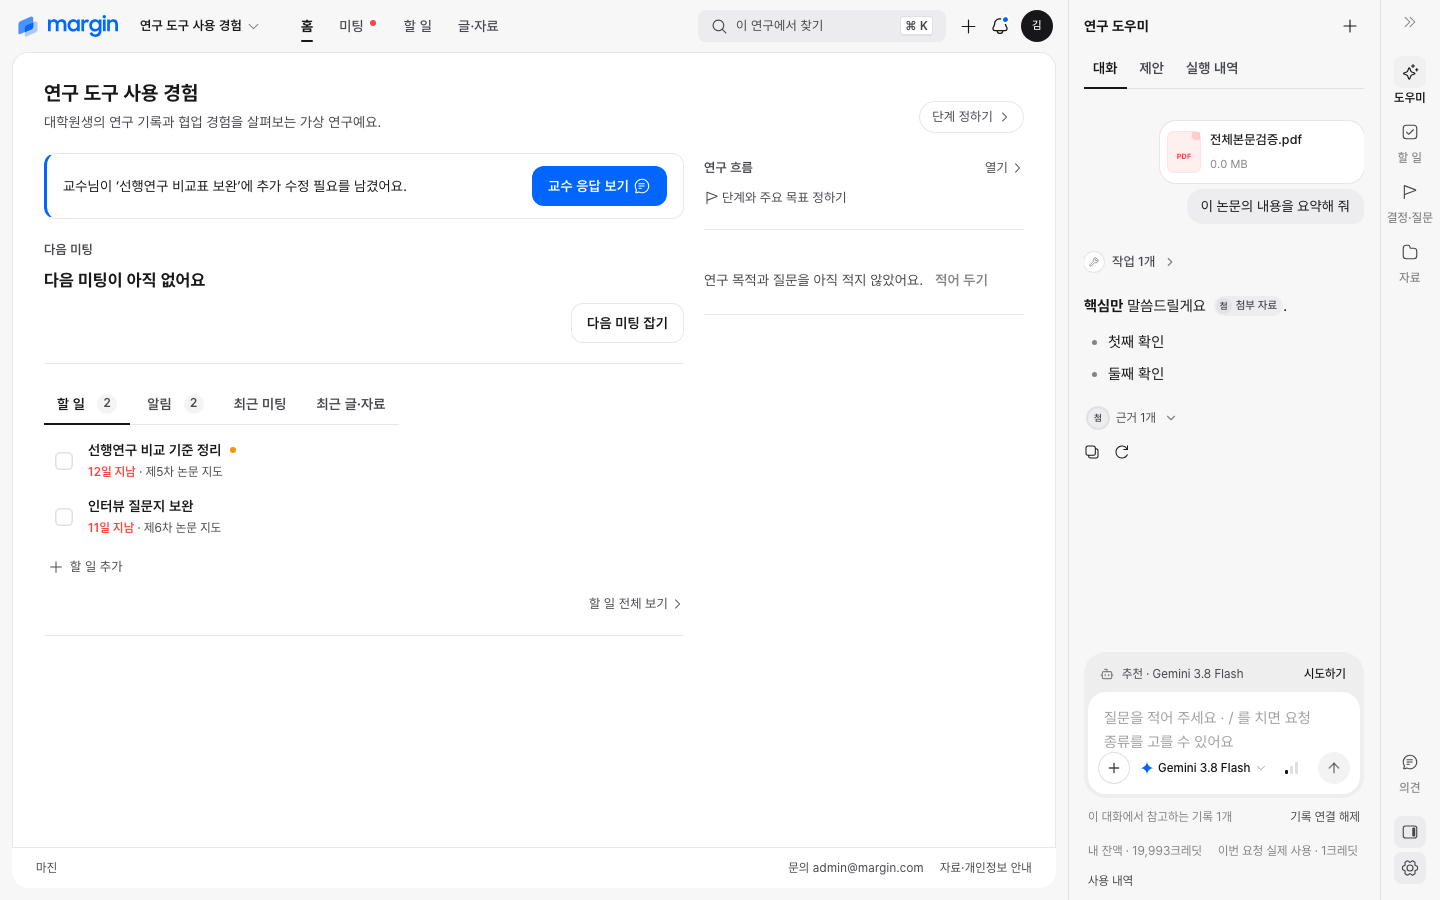 margin
연구 도구 사용 경험
홈
미팅
할 일
글·자료
이 연구에서 찾기
⌘ K
김
연구 도구 사용 경험
대학원생의 연구 기록과 협업 경험을 살펴보는 가상 연구예요.
단계 정하기
교수님이 ‘선행연구 비교표 보완’에 추가 수정 필요를 남겼어요.
교수 응답 보기
연구 흐름
열기
단계와 주요 목표 정하기
다음 미팅
다음 미팅이 아직 없어요
다음 미팅 잡기
연구 목적과 질문을 아직 적지 않았어요. 적어 두기
할 일 2
알림 2
최근 미팅
최근 글·자료
선행연구 비교 기준 정리
12일 지남 · 제5차 논문 지도
인터뷰 질문지 보완
11일 지남 · 제6차 논문 지도
할 일 추가
할 일 전체 보기
마진
문의 admin@margin.com
자료·개인정보 안내
연구 도우미
대화
제안
실행 내역
PDF
전체본문검증.pdf
0.0 MB
이 논문의 내용을 요약해 줘
작업 1개
핵심만 말씀드릴게요 첨 첨부 자료 .
첫째 확인
둘째 확인
첨 근거 1개
추천 · Gemini 3.8 Flash
시도하기
질문을 적어 주세요 · / 를 치면 요청
종류를 고를 수 있어요
Gemini 3.8 Flash
이 대화에서 참고하는 기록 1개
기록 연결 해제
내 잔액 · 19,993크레딧
이번 요청 실제 사용 · 1크레딧
사용 내역
도우미
할 일
결정·질문
자료
의견